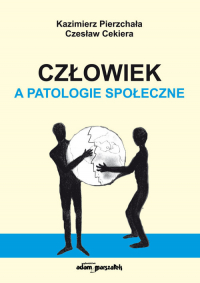 Kazimierz Pierzchała
Czesław Cekiera
CZŁOWIEK
A PATOLOGIE SPOŁECZNE
adam marszałek